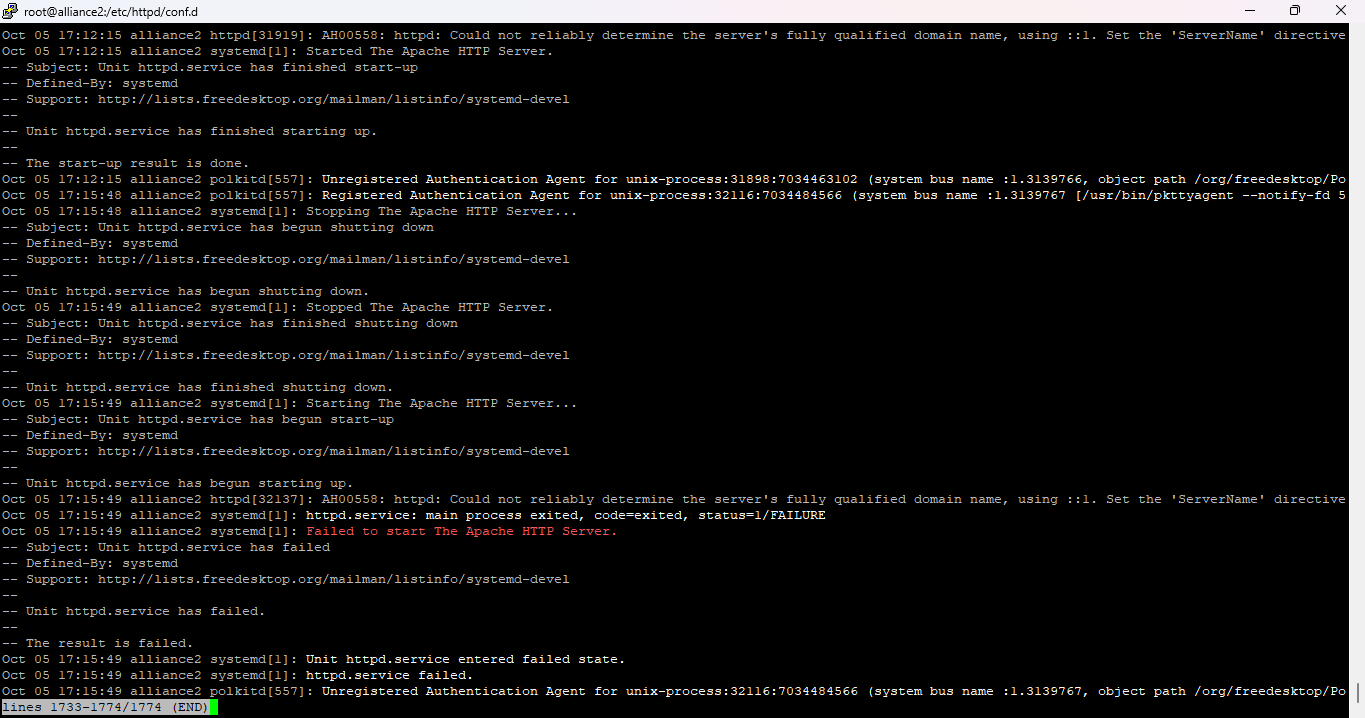 root@alliance2:/etc/httpd/conf.d
Oct 05 17:12:15 alliance2 httpd[31919]: AH00558: httpd: Could not reliably determine the server's fully qualified domain name, using ::1. Set the 'ServerName' directive
Oct 05 17:12:15 alliance2 systemd[1]: Started The Apache HTTP Server.
-- Subject: Unit httpd.service has finished start-up
-- Defined-By: systemd
-- Support: http://lists.freedesktop.org/mailman/listinfo/systemd-devel
--
-- Unit httpd.service has finished starting up.
--
-- The start-up result is done.
Oct 05 17:12:15 alliance2 polkitd[557]: Unregistered Authentication Agent for unix-process:31898:7034463102 (system bus name :1.3139766, object path /org/freedesktop/Po
Oct 05 17:15:48 alliance2 polkitd[557]: Registered Authentication Agent for unix-process:32116:7034484566 (system bus name :1.3139767 [/usr/bin/pkttyagent --notify-fd 5
Oct 05 17:15:48 alliance2 systemd[1]: Stopping The Apache HTTP Server...
-- Subject: Unit httpd.service has begun shutting down
-- Defined-By: systemd
-- Support: http://lists.freedesktop.org/mailman/listinfo/systemd-devel
--
-- Unit httpd.service has begun shutting down.
Oct 05 17:15:49 alliance2 systemd[1]: Stopped The Apache HTTP Server.
-- Subject: Unit httpd.service has finished shutting down
-- Defined-By: systemd
-- Support: http://lists.freedesktop.org/mailman/listinfo/systemd-devel
--
-- Unit httpd.service has finished shutting down.
Oct 05 17:15:49 alliance2 systemd[1]: Starting The Apache HTTP Server...
-- Subject: Unit httpd.service has begun start-up
-- Defined-By: systemd
-- Support: http://lists.freedesktop.org/mailman/listinfo/systemd-devel
--
-- Unit httpd.service has begun starting up.
Oct 05 17:15:49 alliance2 httpd[32137]: AH00558: httpd: Could not reliably determine the server's fully qualified domain name, using ::1. Set the 'ServerName' directive
Oct 05 17:15:49 alliance2 systemd[1]: httpd.service: main process exited, code=exited, status=1/FAILURE
Oct 05 17:15:49 alliance2 systemd[1]: Failed to start The Apache HTTP Server.
-- Subject: Unit httpd.service has failed
-- Defined-By: systemd
-- Support: http://lists.freedesktop.org/mailman/listinfo/systemd-devel
--
-- Unit httpd.service has failed.
--
-- The result is failed.
Oct 05 17:15:49 alliance2 systemd[1]: Unit httpd.service entered failed state.
Oct 05 17:15:49 alliance2 systemd[1]: httpd.service failed.
Oct 05 17:15:49 alliance2 polkitd[557]: Unregistered Authentication Agent for unix-process:32116:7034484566 (system bus name :1.3139767, object path /org/freedesktop/Po
lines 1733-1774/1774 (END)